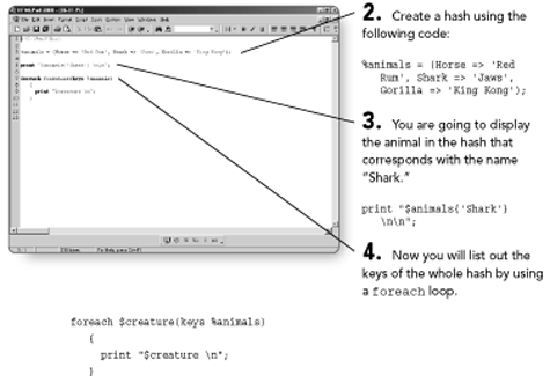 2. Create a hash using the
following code:
%animals = (Horse => 'Red
Rum', Shark => 'Jaws',
Gorilla => 'King Kong');
3. You are going to display
the animal in the hash that
corresponds with the name
"Shark."
print "$animals{'Shark'}
\n\n";
4. Now you will list out the
keys of the whole hash by using
a foreach loop.
foreach $creature(keys %animals)
{
print "$creature \n";
}